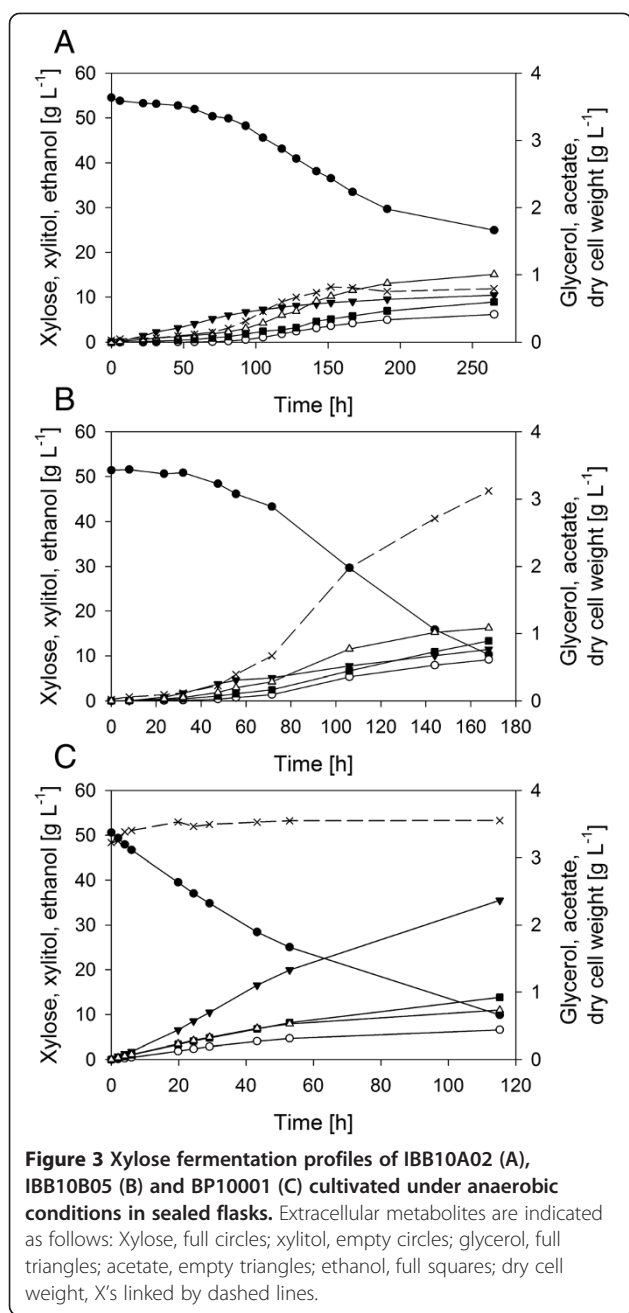 A
60
50
40
30
20
10
0
Xylose, xylitol, ethanol [g L-1]
4
3
2
1
0
Glycerol, acetate,
dry cell weight [g L-1]
0 50 100 150 200 250
Time [h]
B
60
50
40
30
20
10
0
Xylose, xylitol, ethanol [g L-1]
4
3
2
1
0
Glycerol, acetate,
dry cell weight [g L-1]
0 20 40 60 80 100 120 140 160 180
Time [h]
C
60
50
40
30
20
10
0
Xylose, xylitol, ethanol [g L-1]
4
3
2
1
0
Glycerol, acetate,
dry cell weight [g L-1]
0 20 40 60 80 100 120
Time [h]
Figure 3 Xylose fermentation profiles of IBB10A02 (A),
IBB10B05 (B) and BP10001 (C) cultivated under anaerobic
conditions in sealed flasks. Extracellular metabolites are indicated
as follows: Xylose, full circles; xylitol, empty circles; glycerol, full
triangles; acetate, empty triangles; ethanol, full squares; dry cell
weight, X's linked by dashed lines.